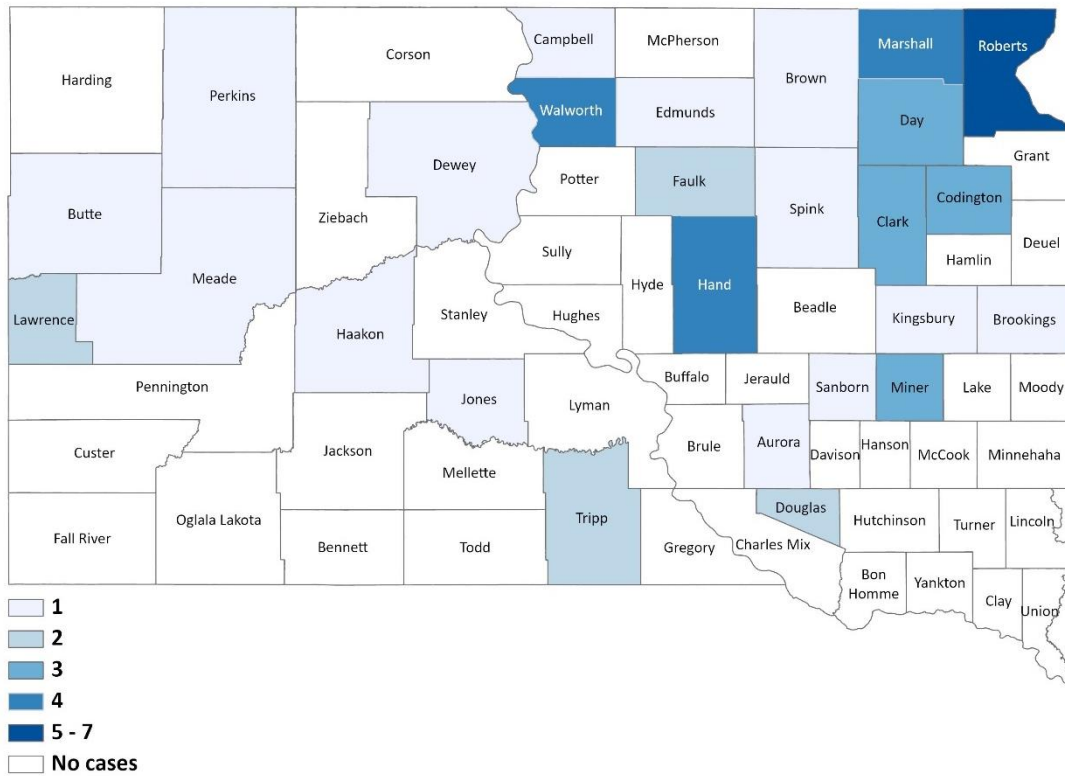 Harding
Perkins
Corson
Campbell
McPherson
Brown
Marshall
Roberts
Walworth
Edmunds
Day
Dewey
Grant
Butte
Ziebach
Potter
Faulk
Spink
Clark
Codington
Deuel
Hamlin
Meade
Sully
Lawrence
Haakon
Stanley
Hughes
Hyde
Hand
Beadle
Kingsbury
Brookings
Pennington
Jones
Lyman
Buffalo
Jerauld
Sanborn
Miner
Lake
Moody
Custer
Jackson
Mellette
Brule
Aurora
Davison
Hanson
McCook
Minnehaha
Fall River
Oglala Lakota
Bennett
Todd
Tripp
Gregory
Charles Mix
Douglas
Hutchinson
Turner
Lincoln
Bon
Homme
Yankton
Clay
Union
1
2
3
4
5 - 7
No cases